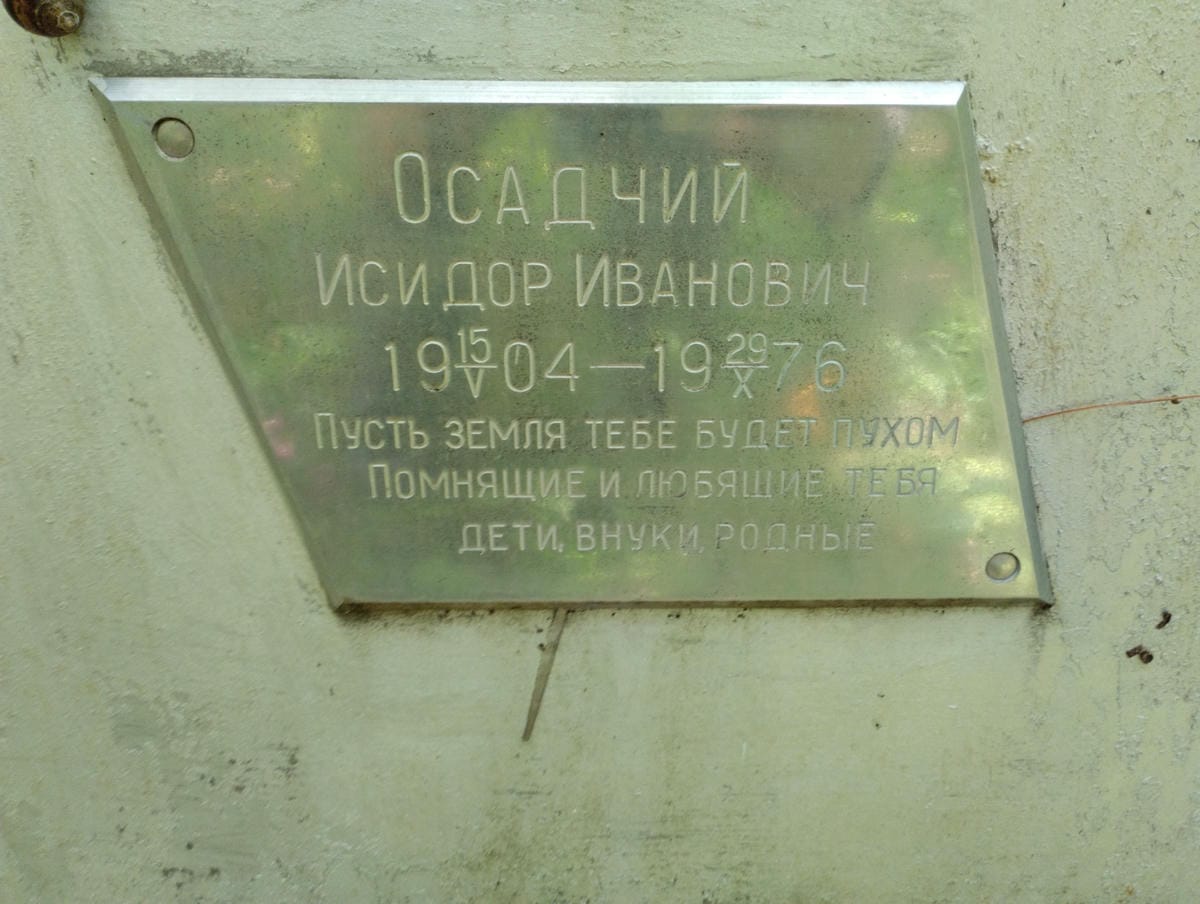 Осадчий
Исидор Иванович
19 15/V 04 — 19 29/X 76
Пусть земля тебе будет пухом
Помнящие и любящие тебя
дети, внуки, родные